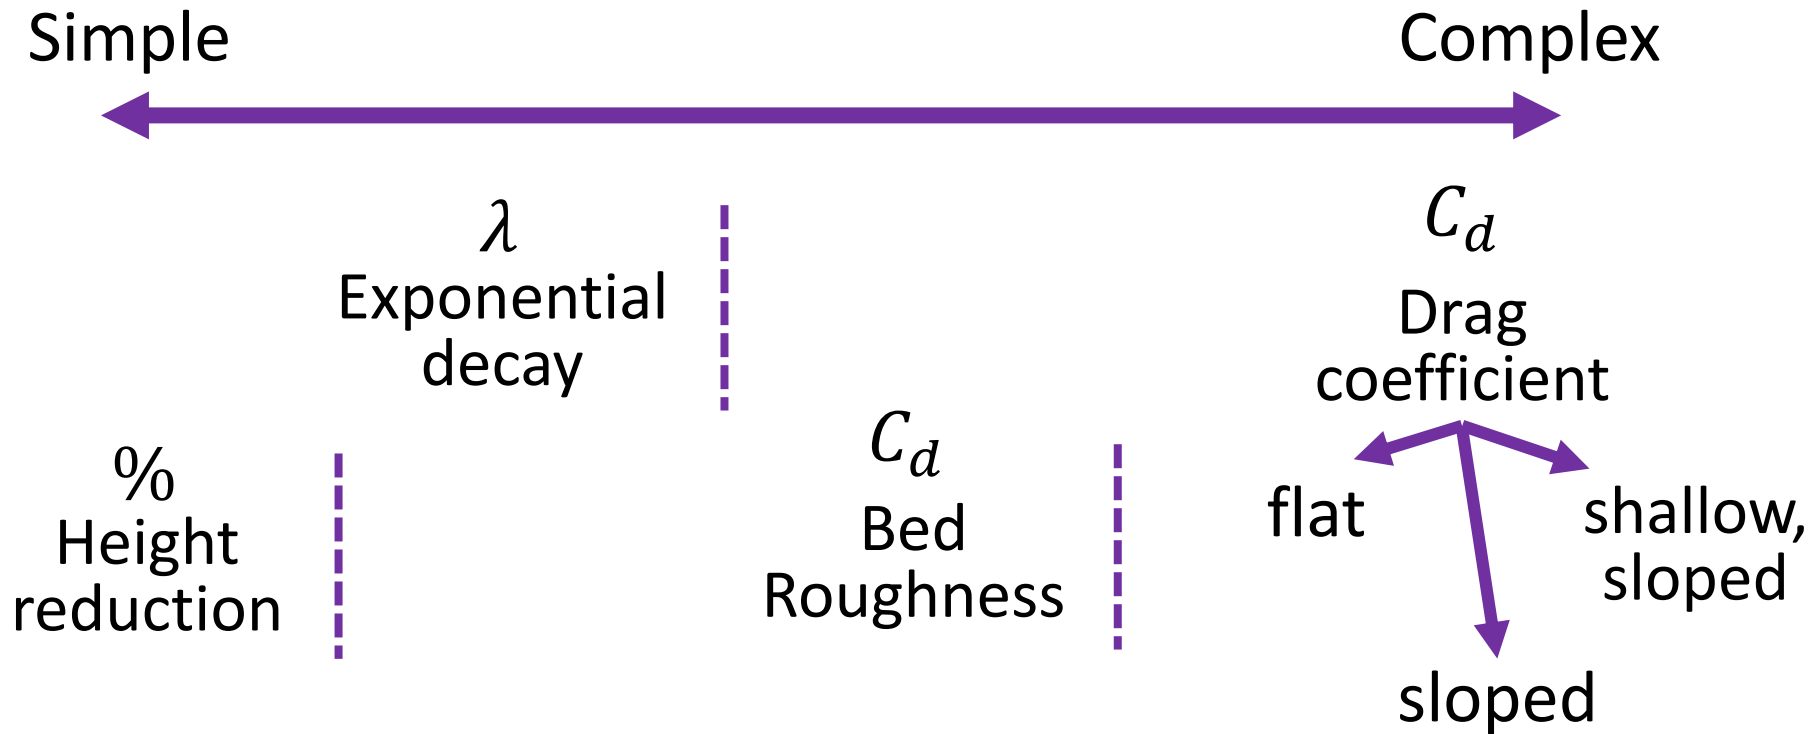 Simple
Complex
%
Height
reduction
λ
Exponential
decay
C_d
Bed
Roughness
C_d
Drag
coefficient
flat
sloped
shallow,
sloped